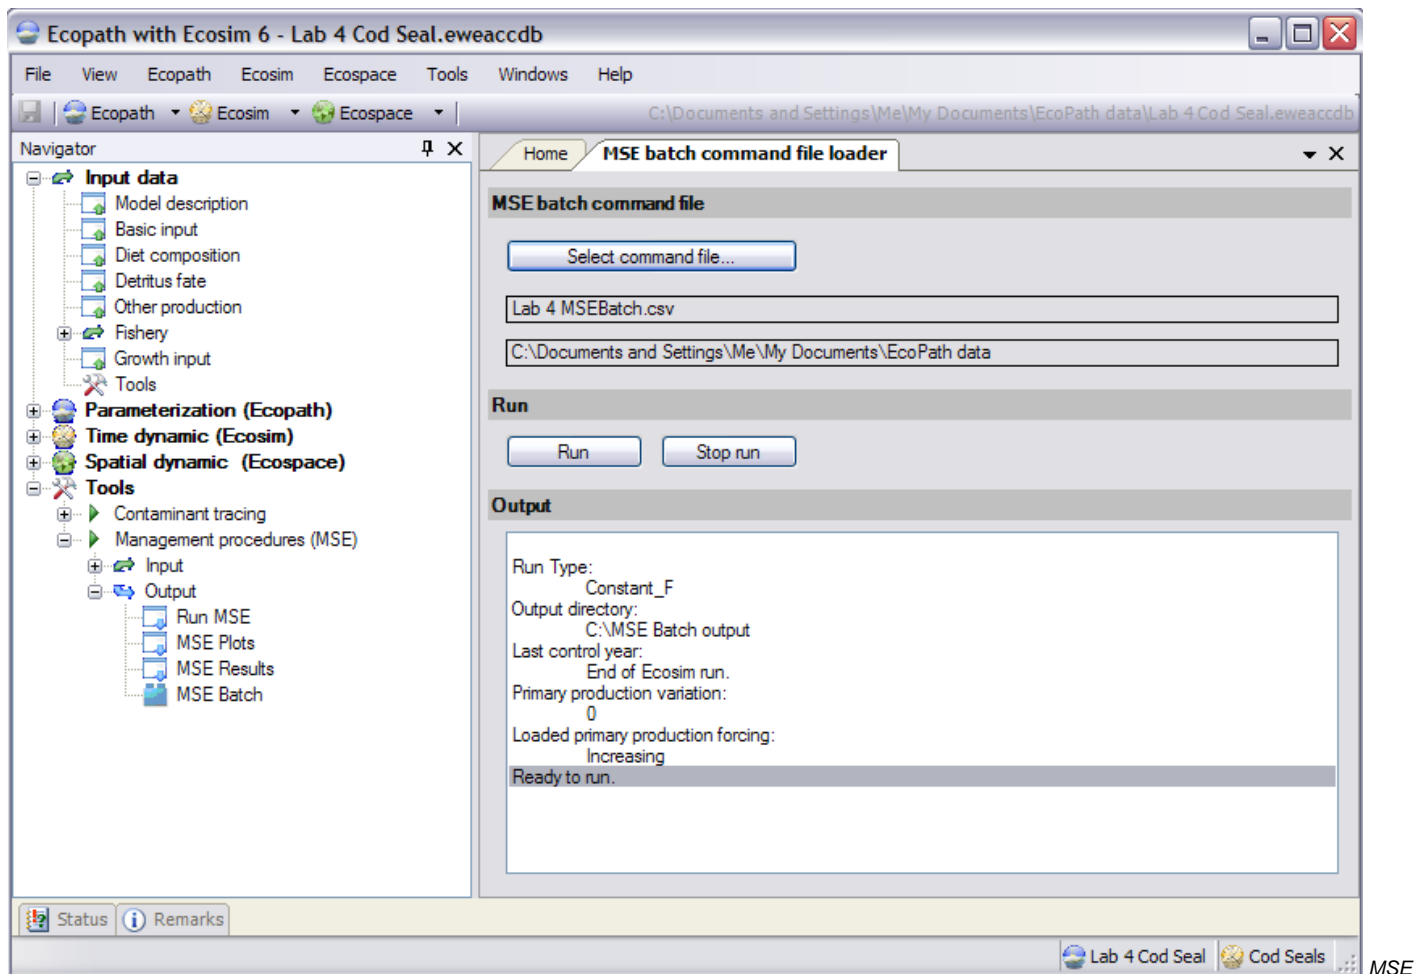 Ecopath with Ecosim 6 - Lab 4 Cod Seal.eweaccdb
File View Ecopath Ecosim Ecospace Tools Windows Help
Ecopath Ecosim Ecospace C:\Documents and Settings\Me\My Documents\EcoPath data\Lab 4 Cod Seal.eweaccdb
Navigator
Input data
Model description
Basic input
Diet composition
Detritus fate
Other production
Fishery
Growth input
Tools
Parameterization (Ecopath)
Time dynamic (Ecosim)
Spatial dynamic (Ecospace)
Tools
Contaminant tracing
Management procedures (MSE)
Input
Output
Run MSE
MSE Plots
MSE Results
MSE Batch
Home MSE batch command file loader
MSE batch command file
Select command file...
Lab 4 MSEBatch.csv
C:\Documents and Settings\Me\My Documents\EcoPath data
Run
Run Stop run
Output
Run Type:
Constant_F
Output directory:
C:\MSE Batch output
Last control year:
End of Ecosim run.
Primary production variation:
0
Loaded primary production forcing:
Increasing
Ready to run.
Status Remarks
Lab 4 Cod Seal Cod Seals
MSE